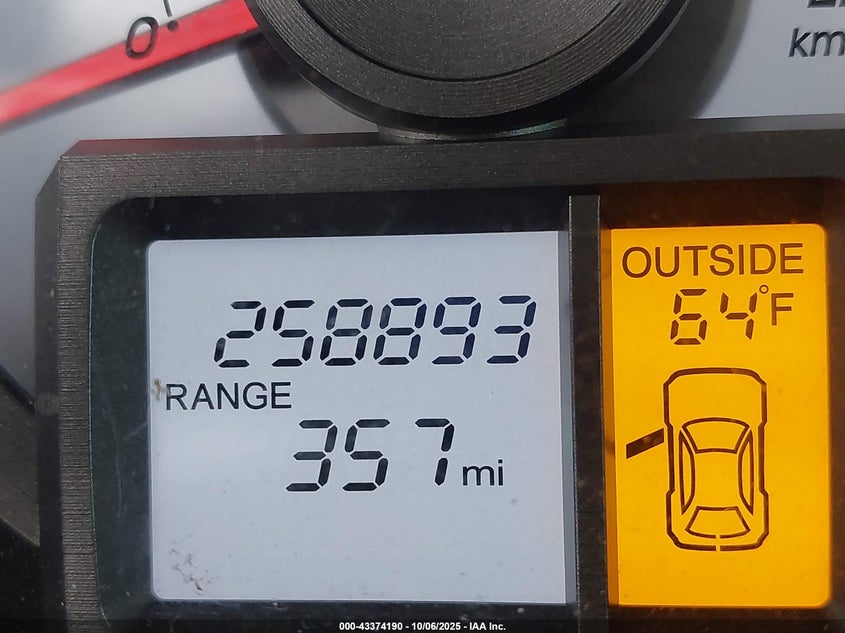 0
km
OUTSIDE
64°F
258893
RANGE
357 mi
000-43374190 - 10/06/2025 - IAA Inc.